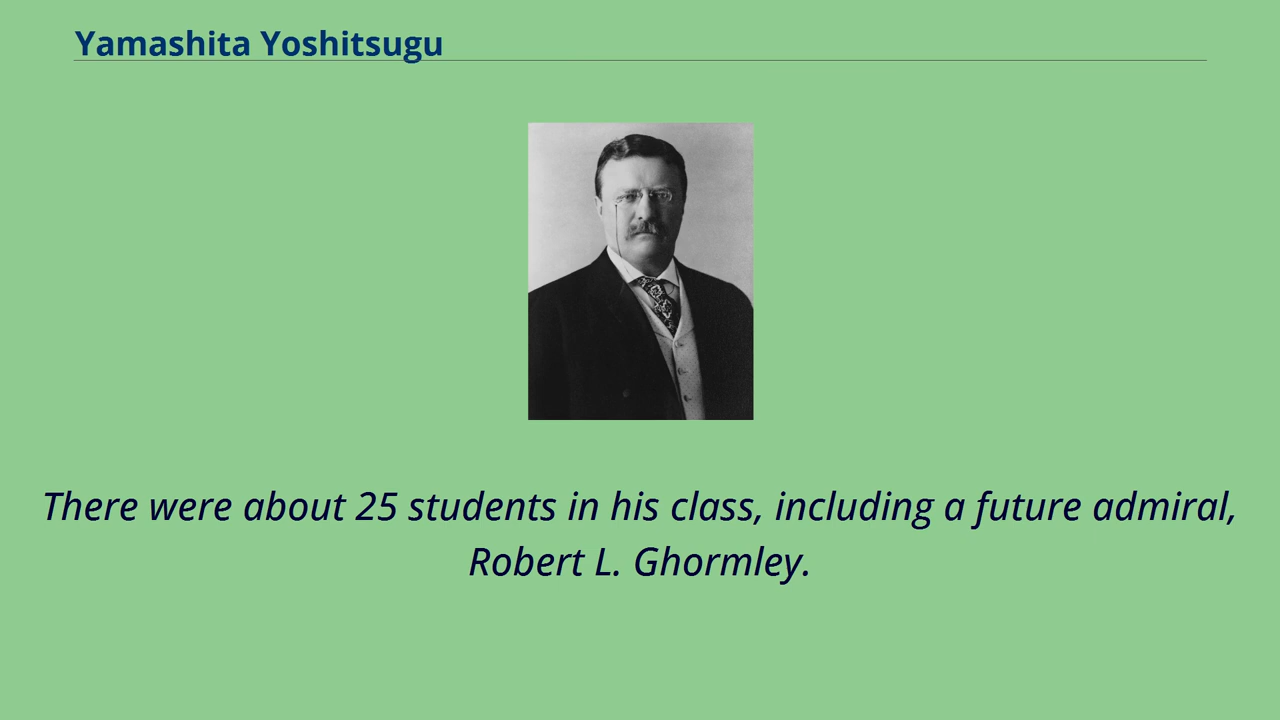 Yamashita Yoshitsugu
There were about 25 students in his class, including a future admiral,
Robert L. Ghormley.